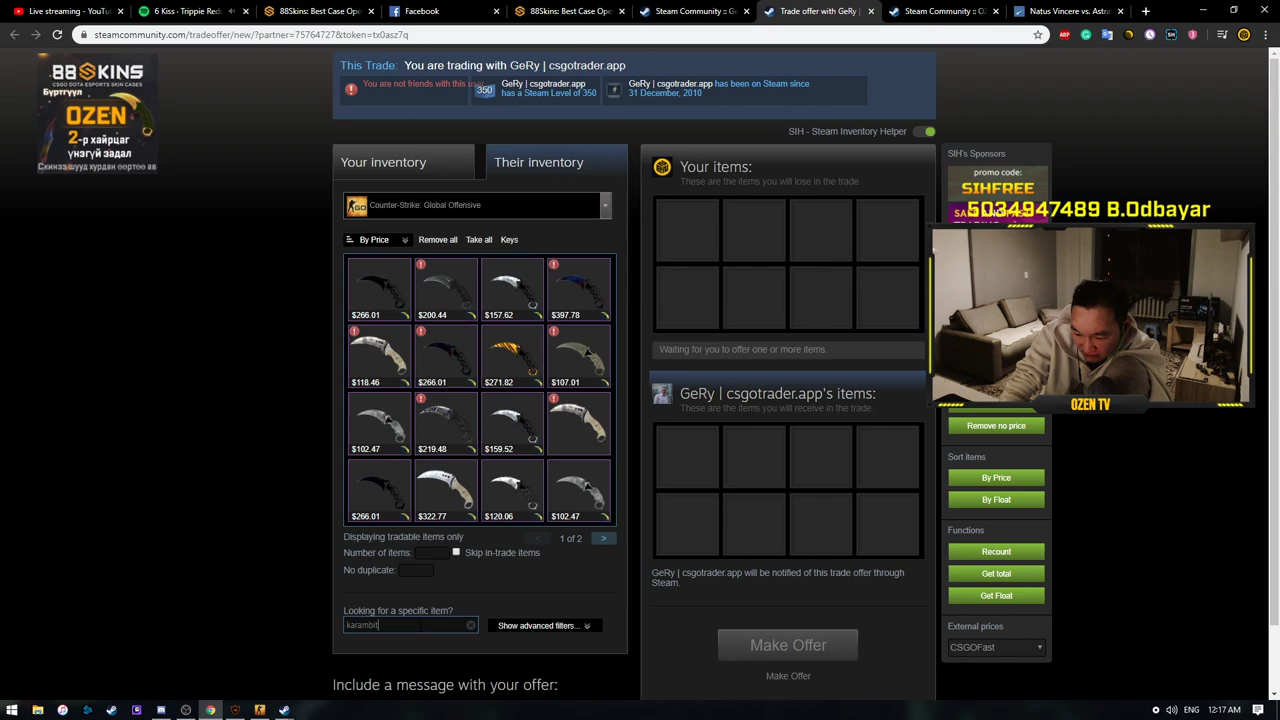 Live streaming - YouTub
6 Kiss · Trippie Redd
88Skins: Best Case Op
Facebook
88Skins: Best Case Ope
Steam Community :: Ge
Trade offer with GeRy |
Steam Community :: OZ
Natus Vincere vs. Astral
steamcommunity.com/tradeoffer/new/?partner=75764727&token=tx0asz7q
88SKINS
CSGO DOTA ESPORTS SKIN CASES
Бүртгүүл
OZEN
2-р хайрцаг
үнэгүй задал
Скинээ шууд хурдан өөртөө ав
This Trade: You are trading with GeRy | csgotrader.app
You are not friends with this user
350
GeRy | csgotrader.app
has a Steam Level of 350
GeRy | csgotrader.app has been on Steam since
31 December, 2010
SIH - Steam Inventory Helper
Your inventory
Their inventory
Counter-Strike: Global Offensive
By Price
Remove all
Take all
Keys
$266.01
$200.44
$157.62
$397.78
$118.46
$266.01
$271.82
$107.01
$102.47
$219.48
$159.52
$266.01
$322.77
$120.06
$102.47
Displaying tradable items only
< 1 of 2 >
Number of items:
Skip in-trade items
No duplicate:
Looking for a specific item?
karambit
Show advanced filters...
Include a message with your offer:
Your items:
These are the items you will lose in the trade.
Waiting for you to offer one or more items.
GeRy | csgotrader.app's items:
These are the items you will receive in the trade.
GeRy | csgotrader.app will be notified of this trade offer through
Steam.
Make Offer
Make Offer
SIH's Sponsors
promo code:
SIHFREE
5034947489 B.Odbayar
OZEN TV
Remove no price
Sort items
By Price
By Float
Functions
Recount
Get total
Get Float
External prices
CSGOFast
ENG
12:17 AM